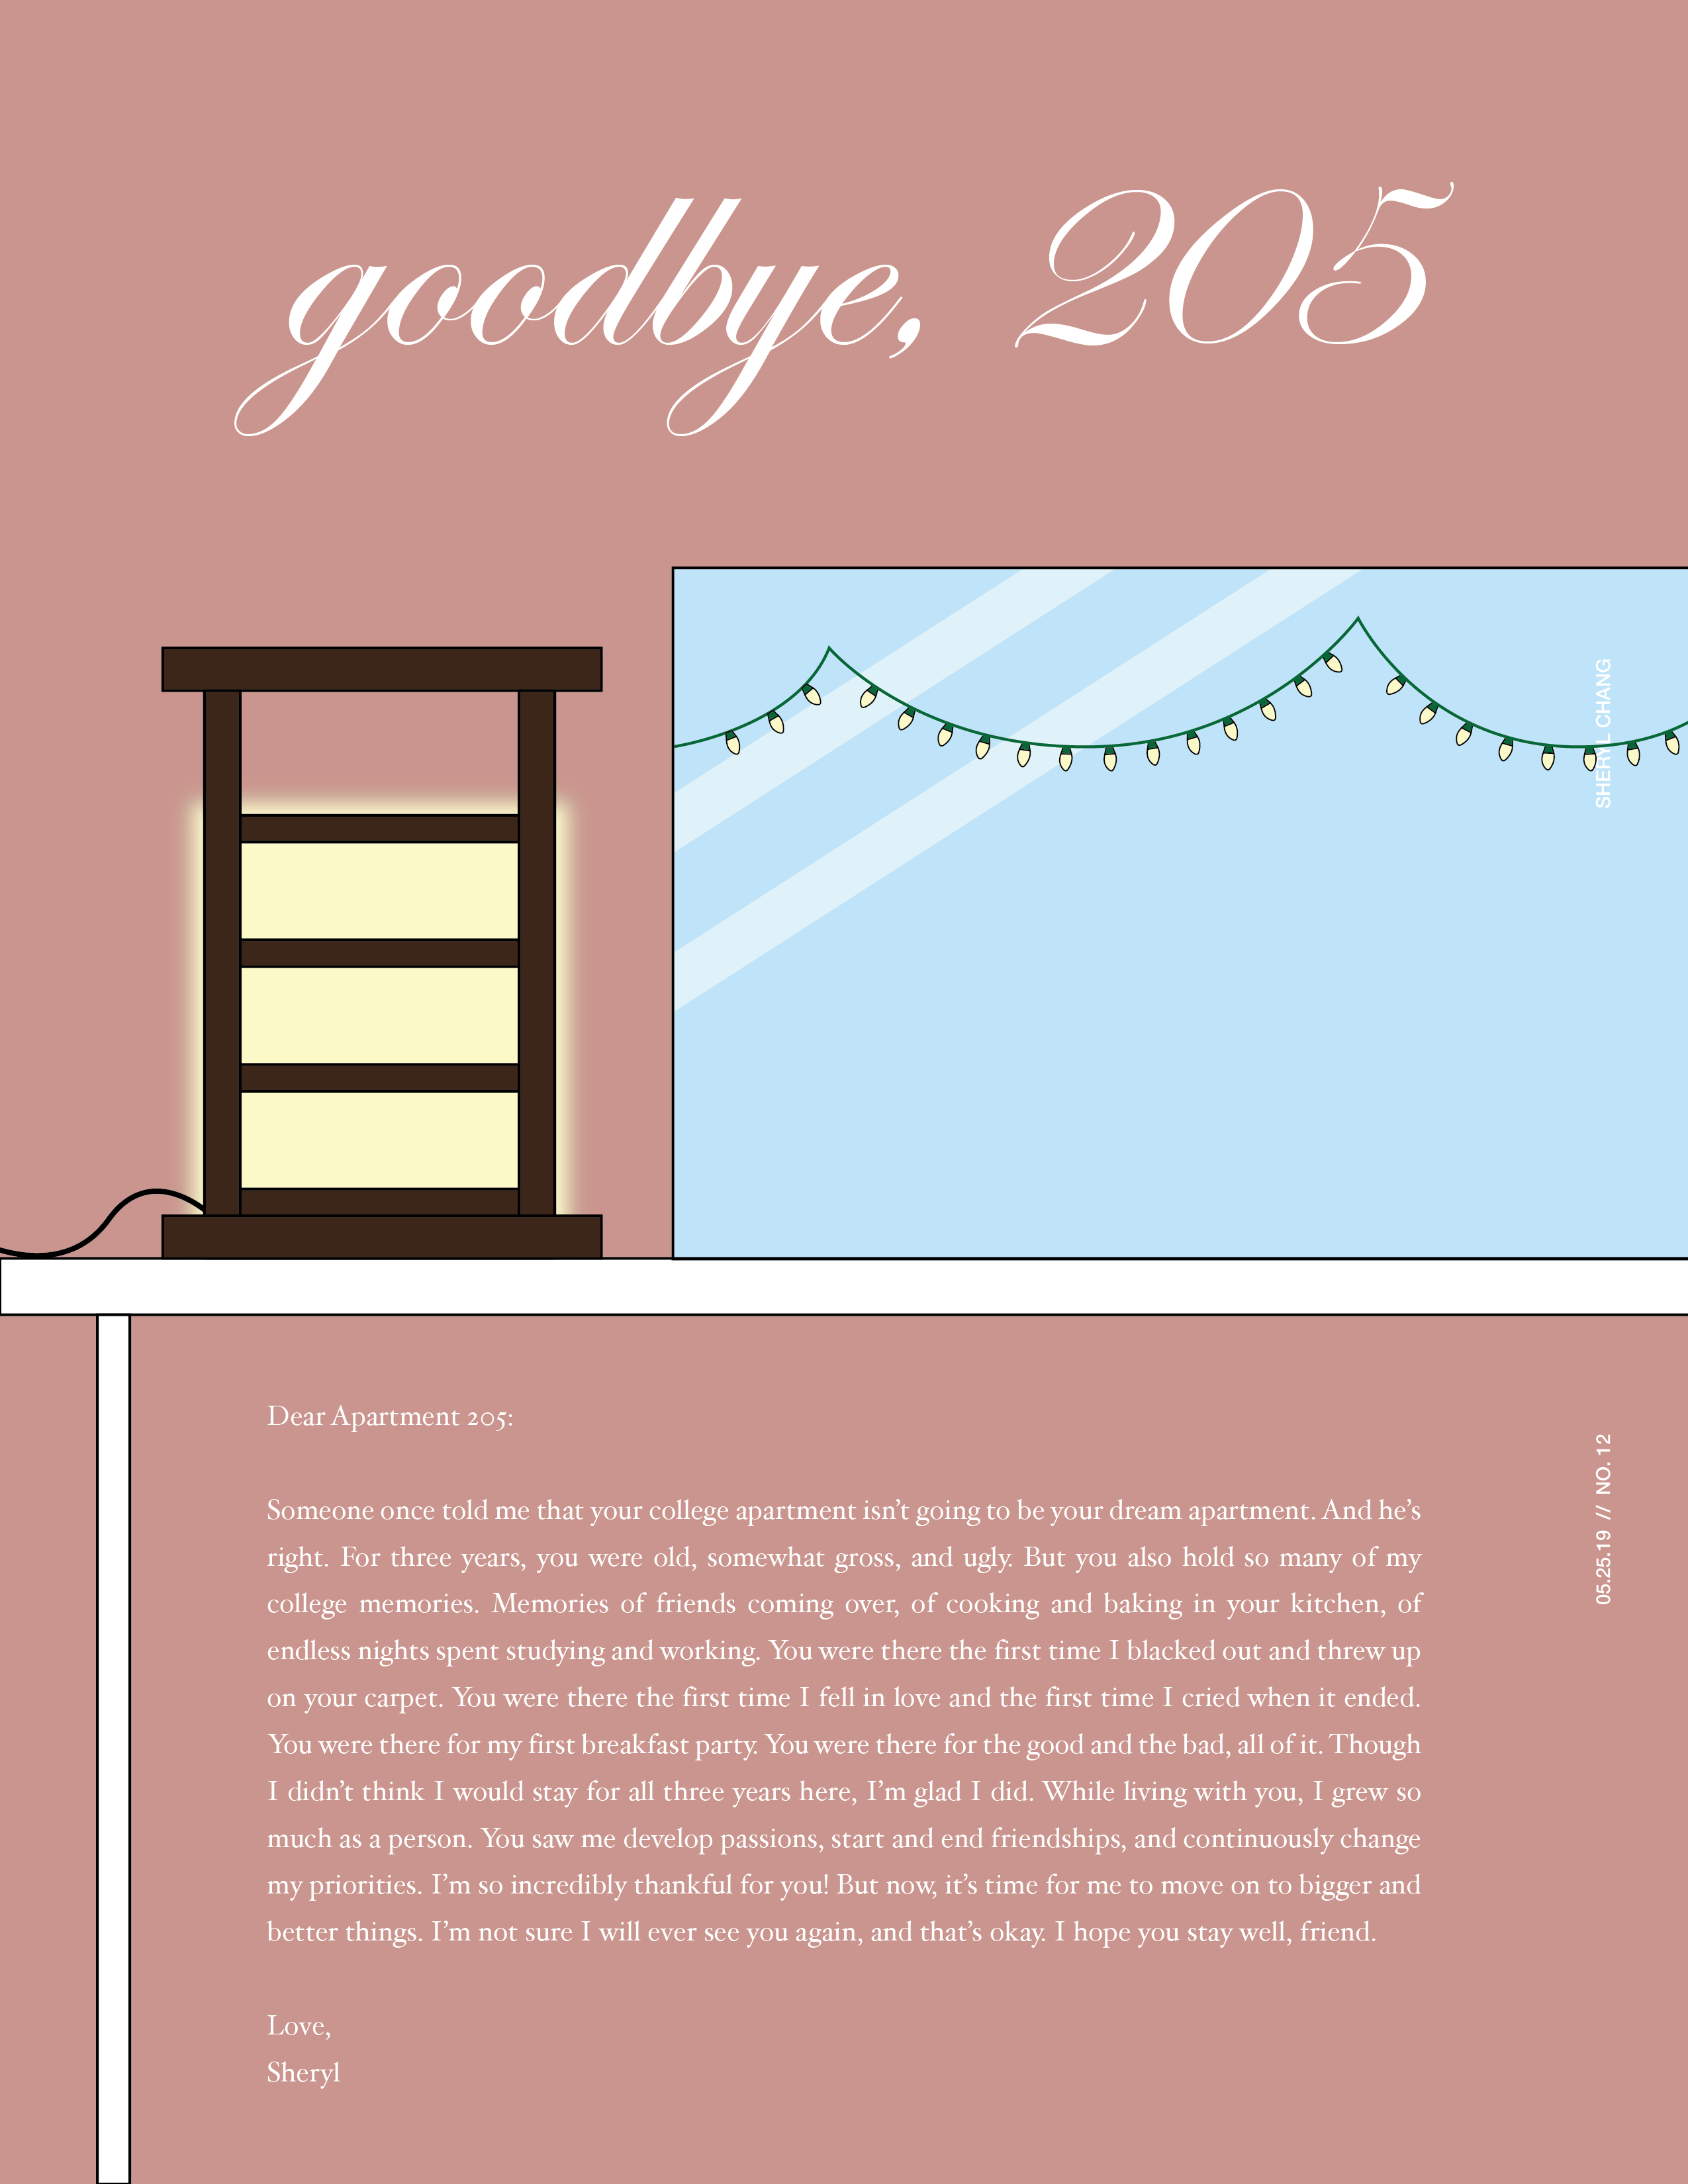 goodbye, 205
SHERYL CHANG
Dear Apartment 205:
Someone once told me that your college apartment isn’t going to be your dream apartment. And he’s
right. For three years, you were old, somewhat gross, and ugly. But you also hold so many of my
college memories. Memories of friends coming over, of cooking and baking in your kitchen, of
endless nights spent studying and working. You were there the first time I blacked out and threw up
on your carpet. You were there the first time I fell in love and the first time I cried when it ended.
You were there for my first breakfast party. You were there for the good and the bad, all of it. Though
I didn’t think I would stay for all three years here, I’m glad I did. While living with you, I grew so
much as a person. You saw me develop passions, start and end friendships, and continuously change
my priorities. I’m so incredibly thankful for you! But now, it’s time for me to move on to bigger and
better things. I’m not sure I will ever see you again, and that’s okay. I hope you stay well, friend.
Love,
Sheryl
05.25.19 // NO. 12